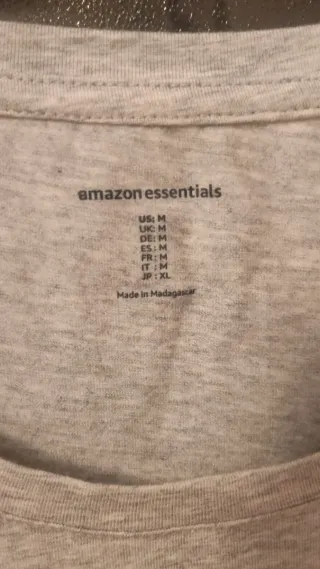 amazon essentials
US: M
UK: M
DE: M
ES : M
FR : M
IT : M
JP : XL
Made in Madagascar